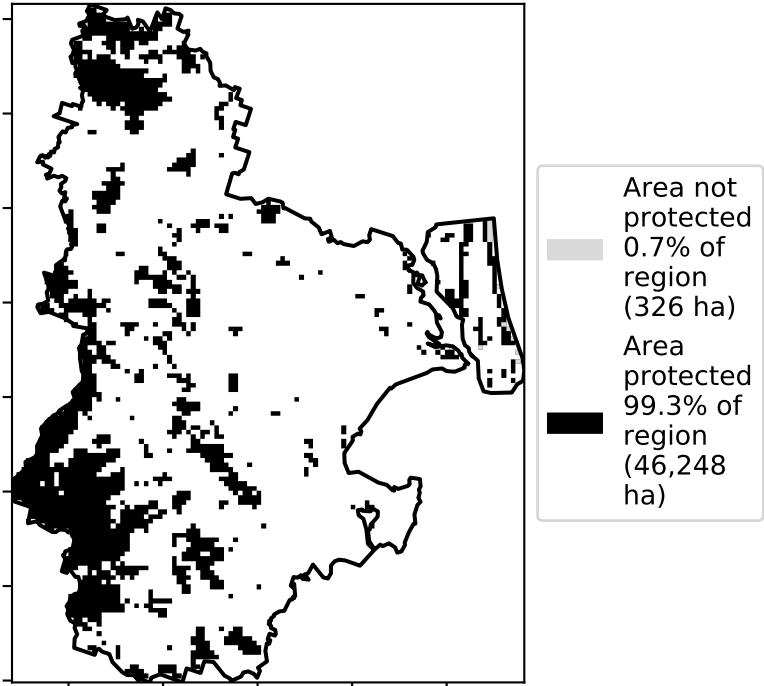 Area not
protected
0.7% of
region
(326 ha)
Area
protected
99.3% of
region
(46,248
ha)